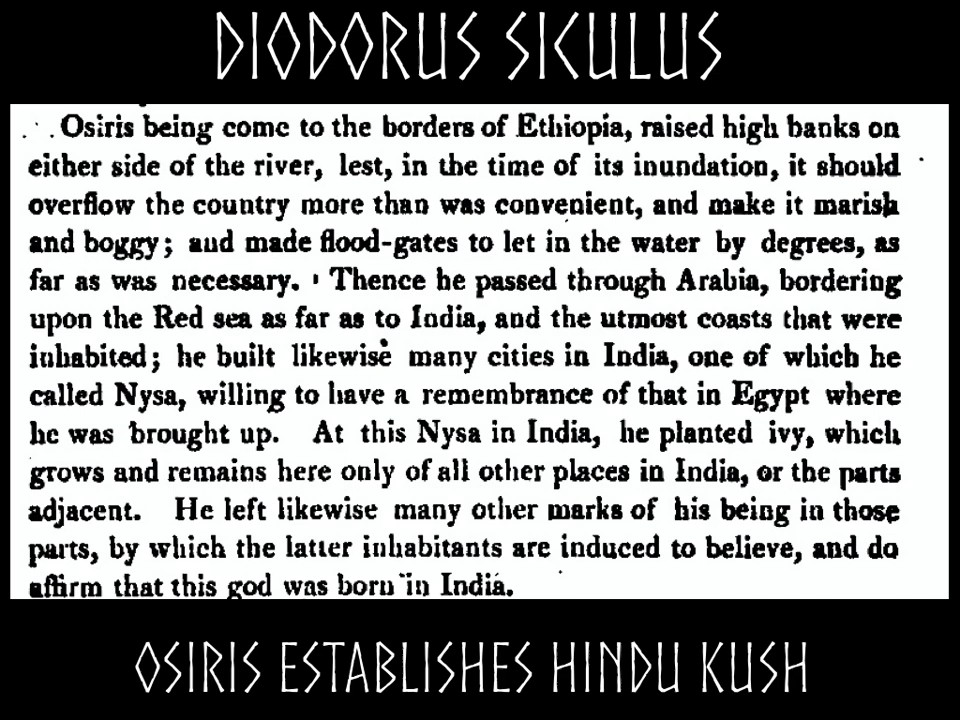 DIODORUS SICULUS
Osiris being come to the borders of Ethiopia, raised high banks on
either side of the river, lest, in the time of its inundation, it should
overflow the country more than was convenient, and make it marish
and boggy; and made flood-gates to let in the water by degrees, as
far as was necessary. Thence he passed through Arabia, bordering
upon the Red sea as far as to India, and the utmost coasts that were
inhabited; he built likewise many cities in India, one of which he
called Nysa, willing to have a remembrance of that in Egypt where
he was brought up. At this Nysa in India, he planted ivy, which
grows and remains here only of all other places in India, or the parts
adjacent. He left likewise many other marks of his being in those
parts, by which the latter inhabitants are induced to believe, and do
affirm that this god was born in India.
OSIRIS ESTABLISHES HINDU KUSH